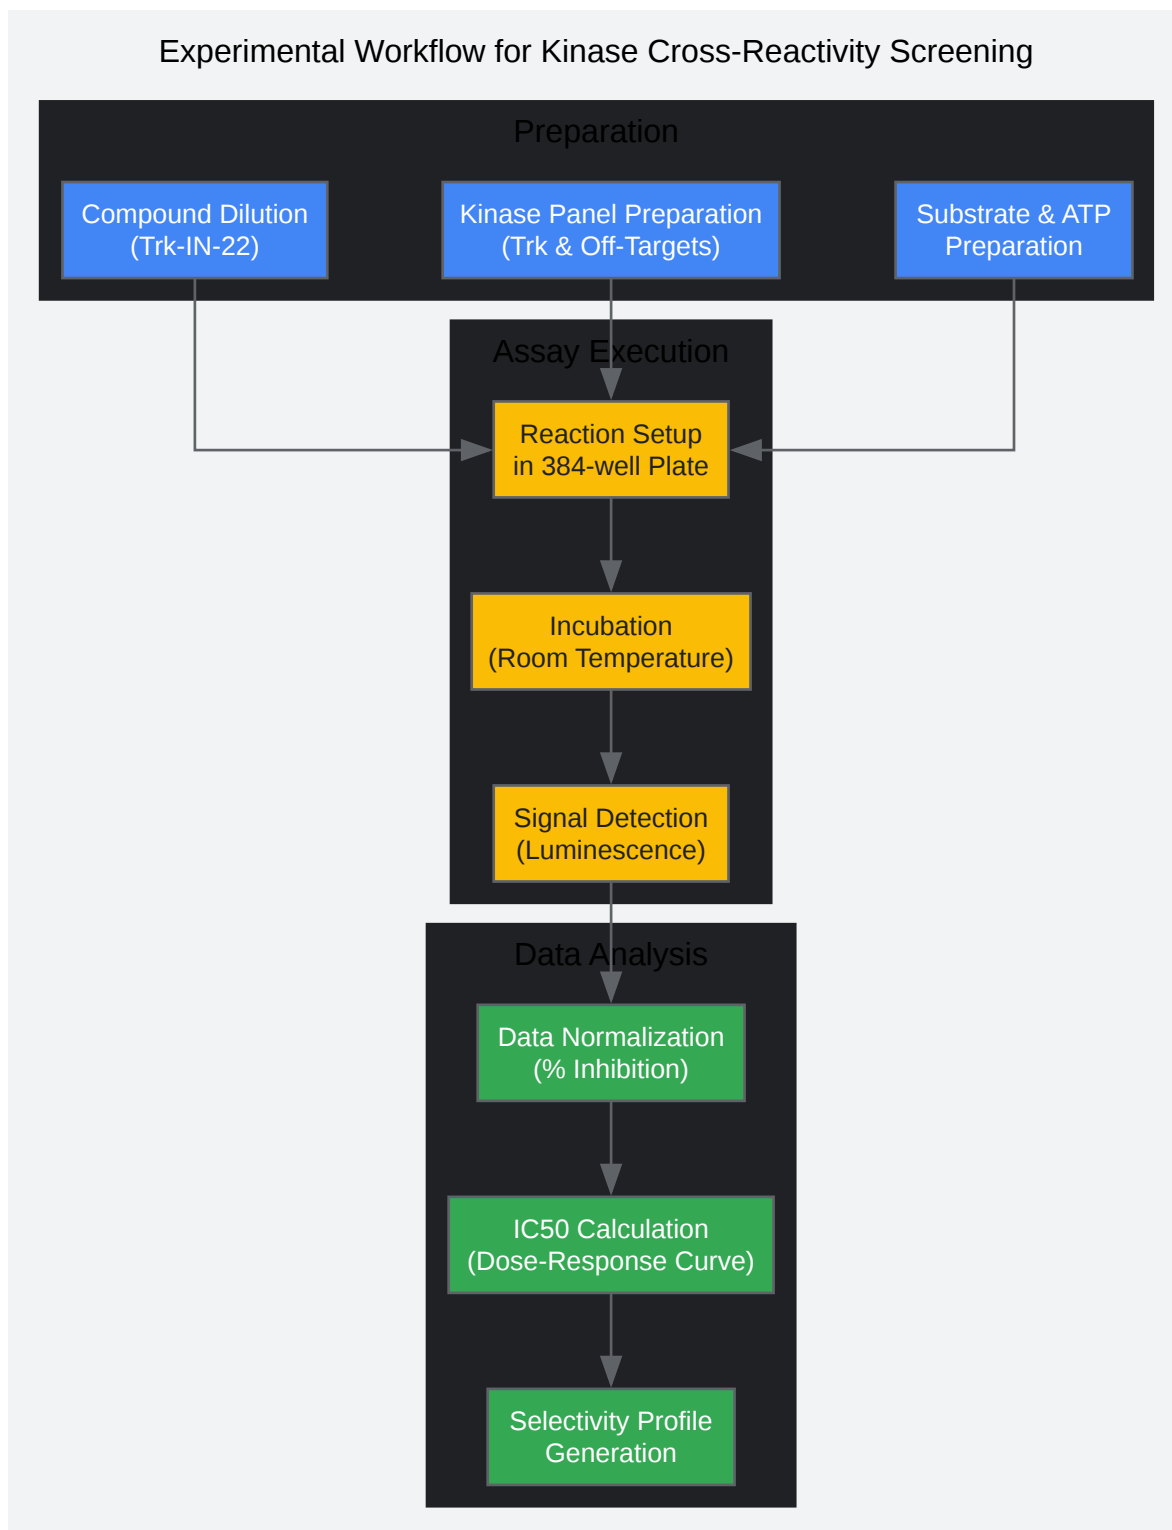 Experimental Workflow for Kinase Cross-Reactivity Screening
Preparation
Compound Dilution
(Trk-IN-22)
Kinase Panel Preparation
(Trk & Off-Targets)
Substrate & ATP
Preparation
Assay Execution
Reaction Setup
in 384-well Plate
Incubation
(Room Temperature)
Signal Detection
(Luminescence)
Data Analysis
Data Normalization
(% Inhibition)
IC50 Calculation
(Dose-Response Curve)
Selectivity Profile
Generation